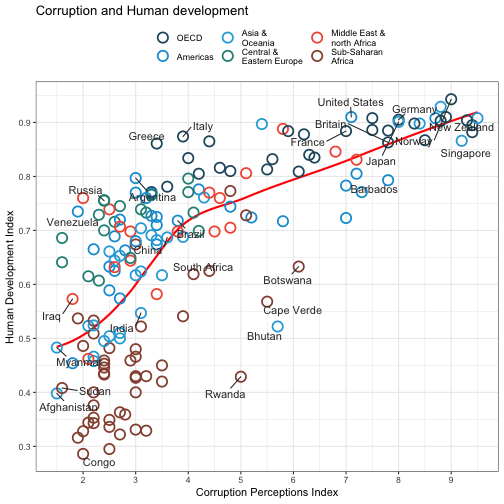 Corruption and Human development
OECD
Americas
Asia &
Oceania
Central &
Eastern Europe
Middle East &
north Africa
Sub-Saharan
Africa
Human Development Index
0.9
0.8
0.7
0.6
0.5
0.4
0.3
United States
Germany
Britain
New Zealand
Norway
Singapore
France
Japan
Italy
Greece
Barbados
Argentina
Russia
Venezuela
Brazil
China
South Africa
Botswana
Cape Verde
Bhutan
Iraq
India
Myanmar
Sudan
Afghanistan
Rwanda
Congo
2
3
4
5
6
7
8
9
Corruption Perceptions Index